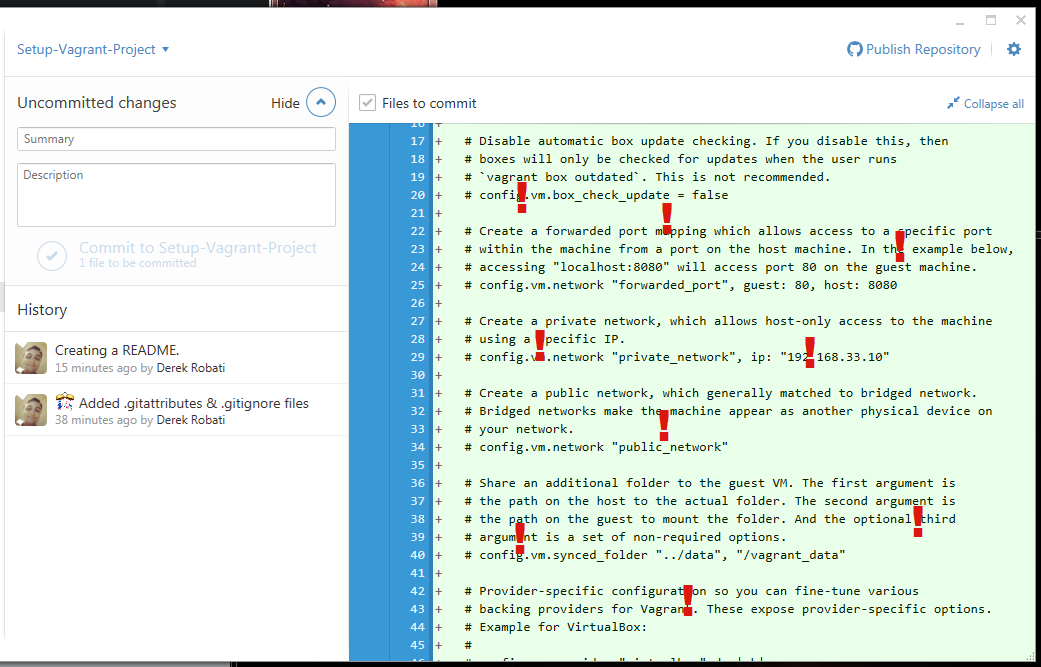 Setup-Vagrant-Project
Publish Repository
Uncommitted changes
Hide
Files to commit
Collapse all
Summary
Description
Commit to Setup-Vagrant-Project
1 file to be committed
History
Creating a README.
15 minutes ago by Derek Robati
Added .gitattributes & .gitignore files
38 minutes ago by Derek Robati
16 +
17 + # Disable automatic box update checking. If you disable this, then
18 + # boxes will only be checked for updates when the user runs
19 + # `vagrant box outdated`. This is not recommended.
20 + # config.vm.box_check_update = false
21 +
22 + # Create a forwarded port mapping which allows access to a specific port
23 + # within the machine from a port on the host machine. In the example below,
24 + # accessing "localhost:8080" will access port 80 on the guest machine.
25 + # config.vm.network "forwarded_port", guest: 80, host: 8080
26 +
27 + # Create a private network, which allows host-only access to the machine
28 + # using a specific IP.
29 + # config.vm.network "private_network", ip: "192.168.33.10"
30 +
31 + # Create a public network, which generally matched to bridged network.
32 + # Bridged networks make the machine appear as another physical device on
33 + # your network.
34 + # config.vm.network "public_network"
35 +
36 + # Share an additional folder to the guest VM. The first argument is
37 + # the path on the host to the actual folder. The second argument is
38 + # the path on the guest to mount the folder. And the optional third
39 + # argument is a set of non-required options.
40 + # config.vm.synced_folder "../data", "/vagrant_data"
41 +
42 + # Provider-specific configuration so you can fine-tune various
43 + # backing providers for Vagrant. These expose provider-specific options.
44 + # Example for VirtualBox:
45 + #